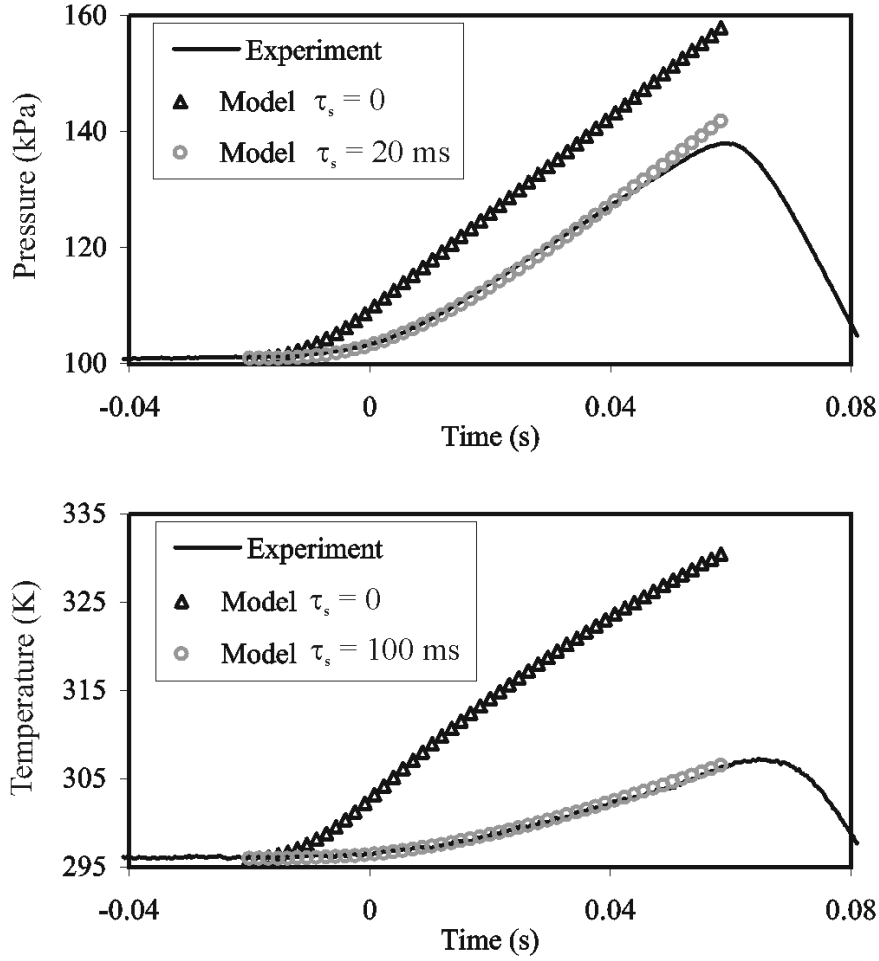 160
140
120
100
Pressure (kPa)
Experiment
Model τs = 0
Model τs = 20 ms
-0.04
0
0.04
0.08
Time (s)
335
325
315
305
295
Temperature (K)
Experiment
Model τs = 0
Model τs = 100 ms
-0.04
0
0.04
0.08
Time (s)